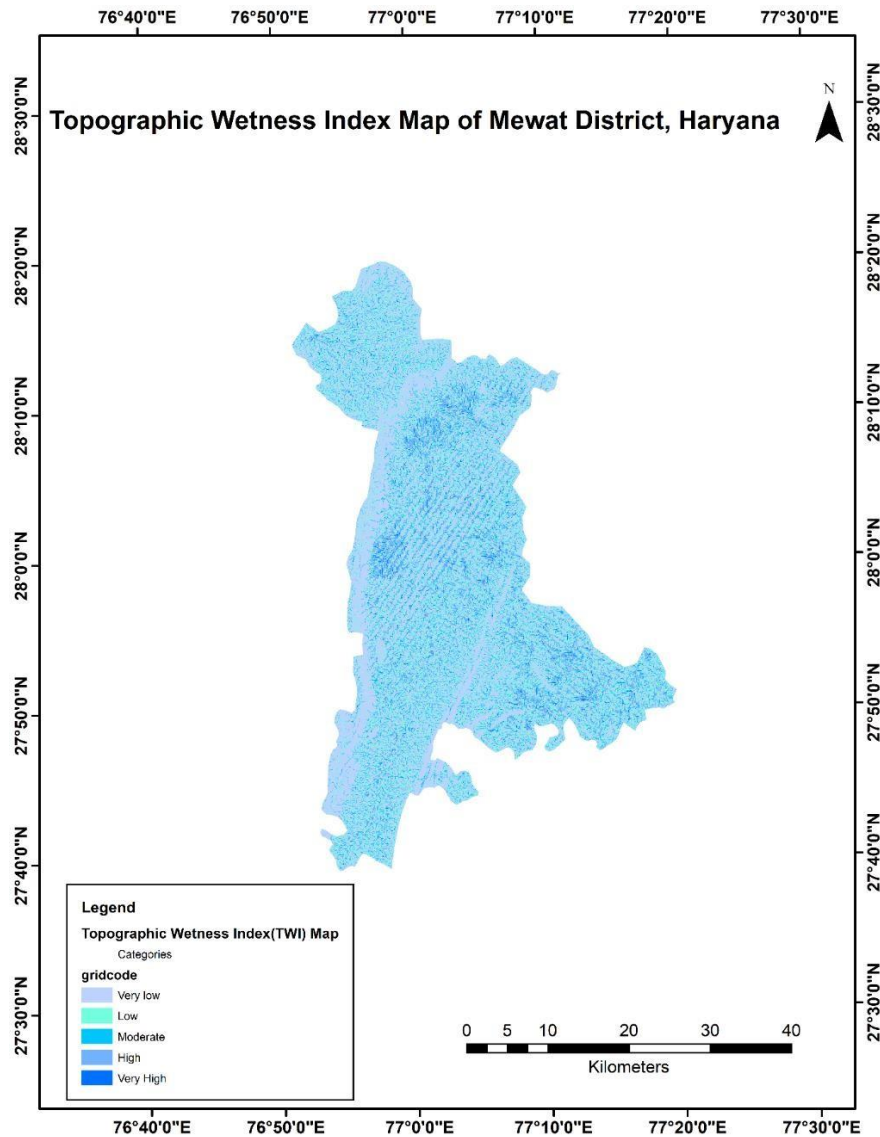 76°40'0"E 76°50'0"E 77°0'0"E 77°10'0"E 77°20'0"E 77°30'0"E
N
Topographic Wetness Index Map of Mewat District, Haryana
28°30'0"N 28°30'0"N
28°20'0"N 28°20'0"N
28°10'0"N 28°10'0"N
28°0'0"N 28°0'0"N
27°50'0"N 27°50'0"N
27°40'0"N 27°40'0"N
27°30'0"N 27°30'0"N
Legend
Topographic Wetness Index(TWI) Map
Categories
gridcode
Very low
Low
Moderate
High
Very High
0 5 10 20 30 40
Kilometers
76°40'0"E 76°50'0"E 77°0'0"E 77°10'0"E 77°20'0"E 77°30'0"E